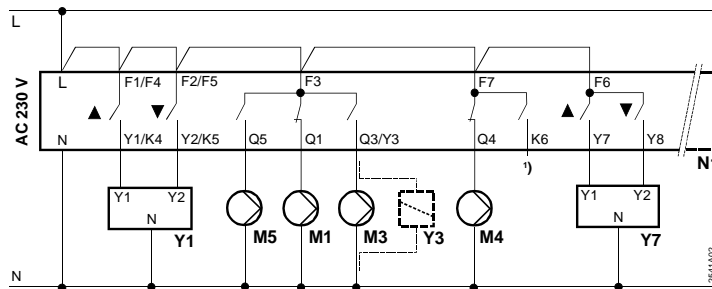 L
AC 230 V
L F1/F4 F2/F5 F3 F7 F6
N Y1/K4 Y2/K5 Q5 Q1 Q3/Y3 Q4 K6 Y7 Y8
¹)
N1
Y1 Y2 Y1 Y2
N N
Y1 M5 M1 M3 Y3 M4 Y7
N
2541A02